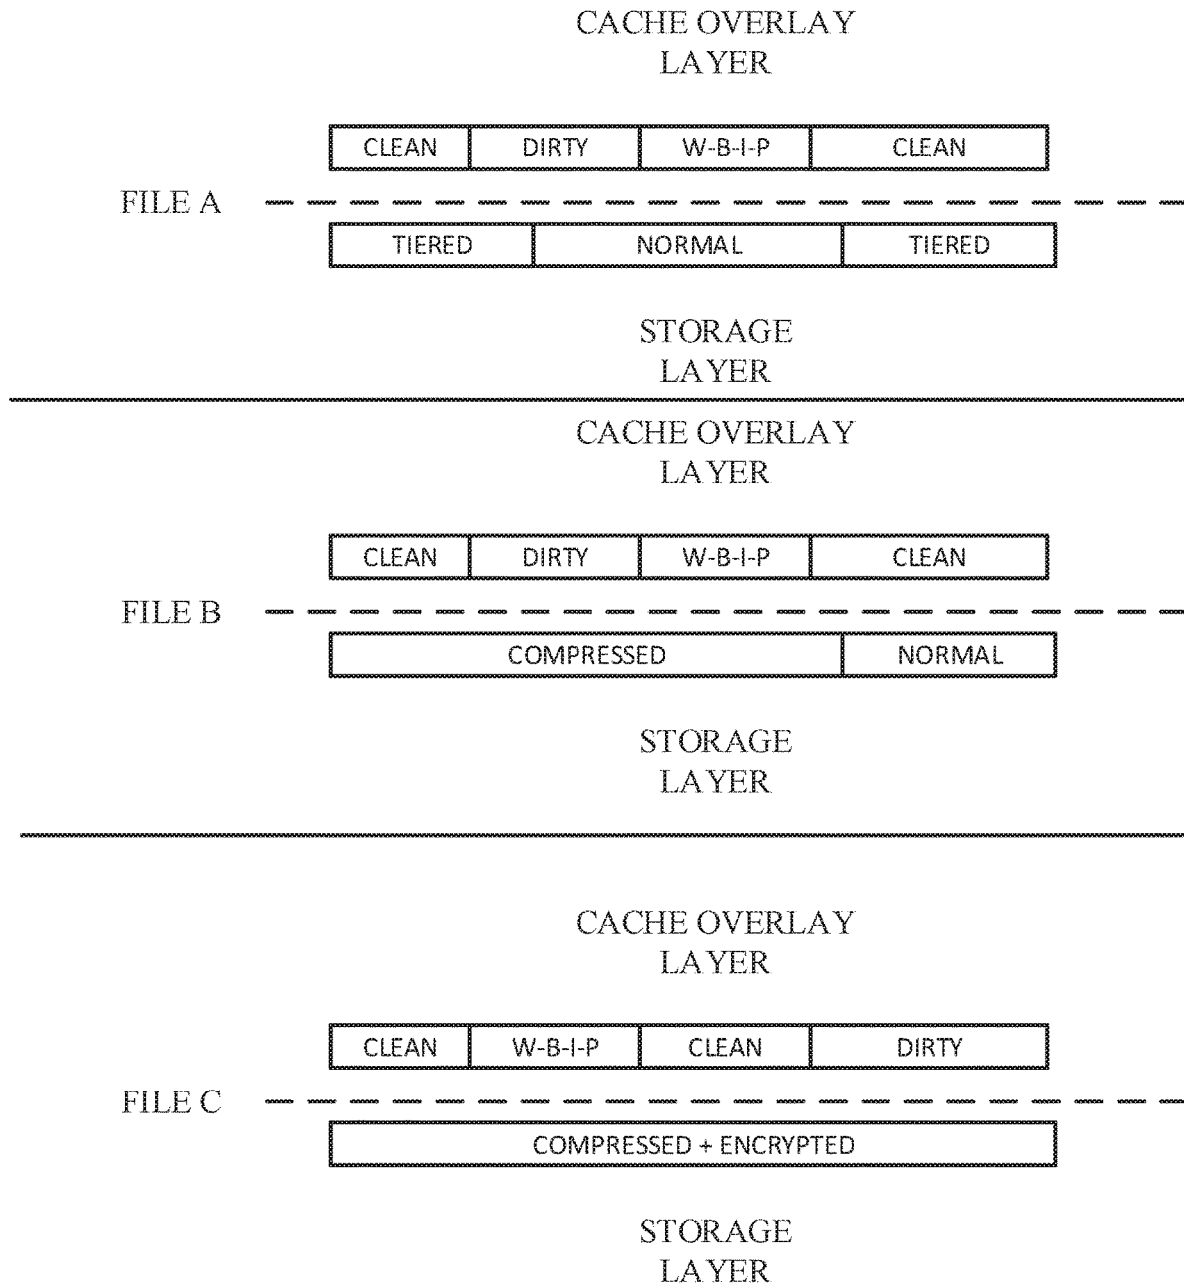 CACHE OVERLAY
LAYER
CLEAN DIRTY W-B-I-P CLEAN
FILE A
TIERED NORMAL TIERED
STORAGE
LAYER
CACHE OVERLAY
LAYER
CLEAN DIRTY W-B-I-P CLEAN
FILE B
COMPRESSED NORMAL
STORAGE
LAYER
CACHE OVERLAY
LAYER
CLEAN W-B-I-P CLEAN DIRTY
FILE C
COMPRESSED + ENCRYPTED
STORAGE
LAYER